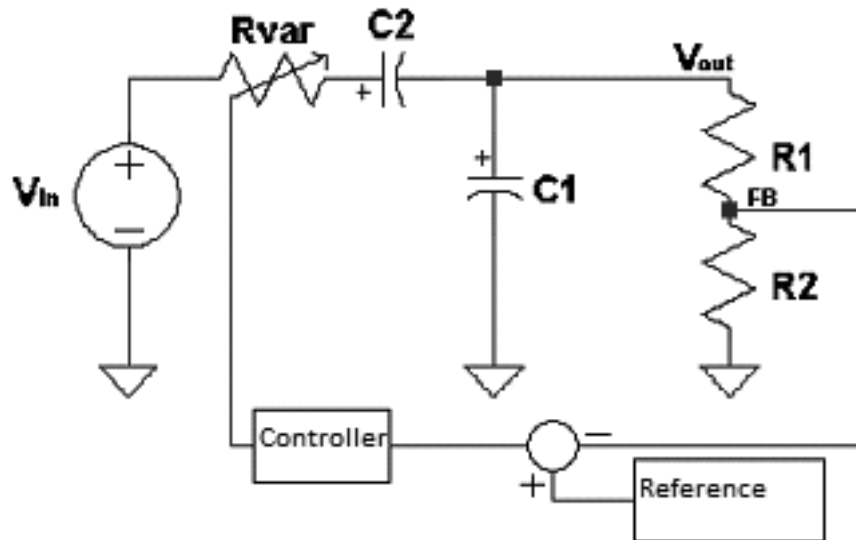 Rvar
C2
Vout
+
+
Vin
+
−
C1
R1
FB
R2
Controller
−
+
Reference